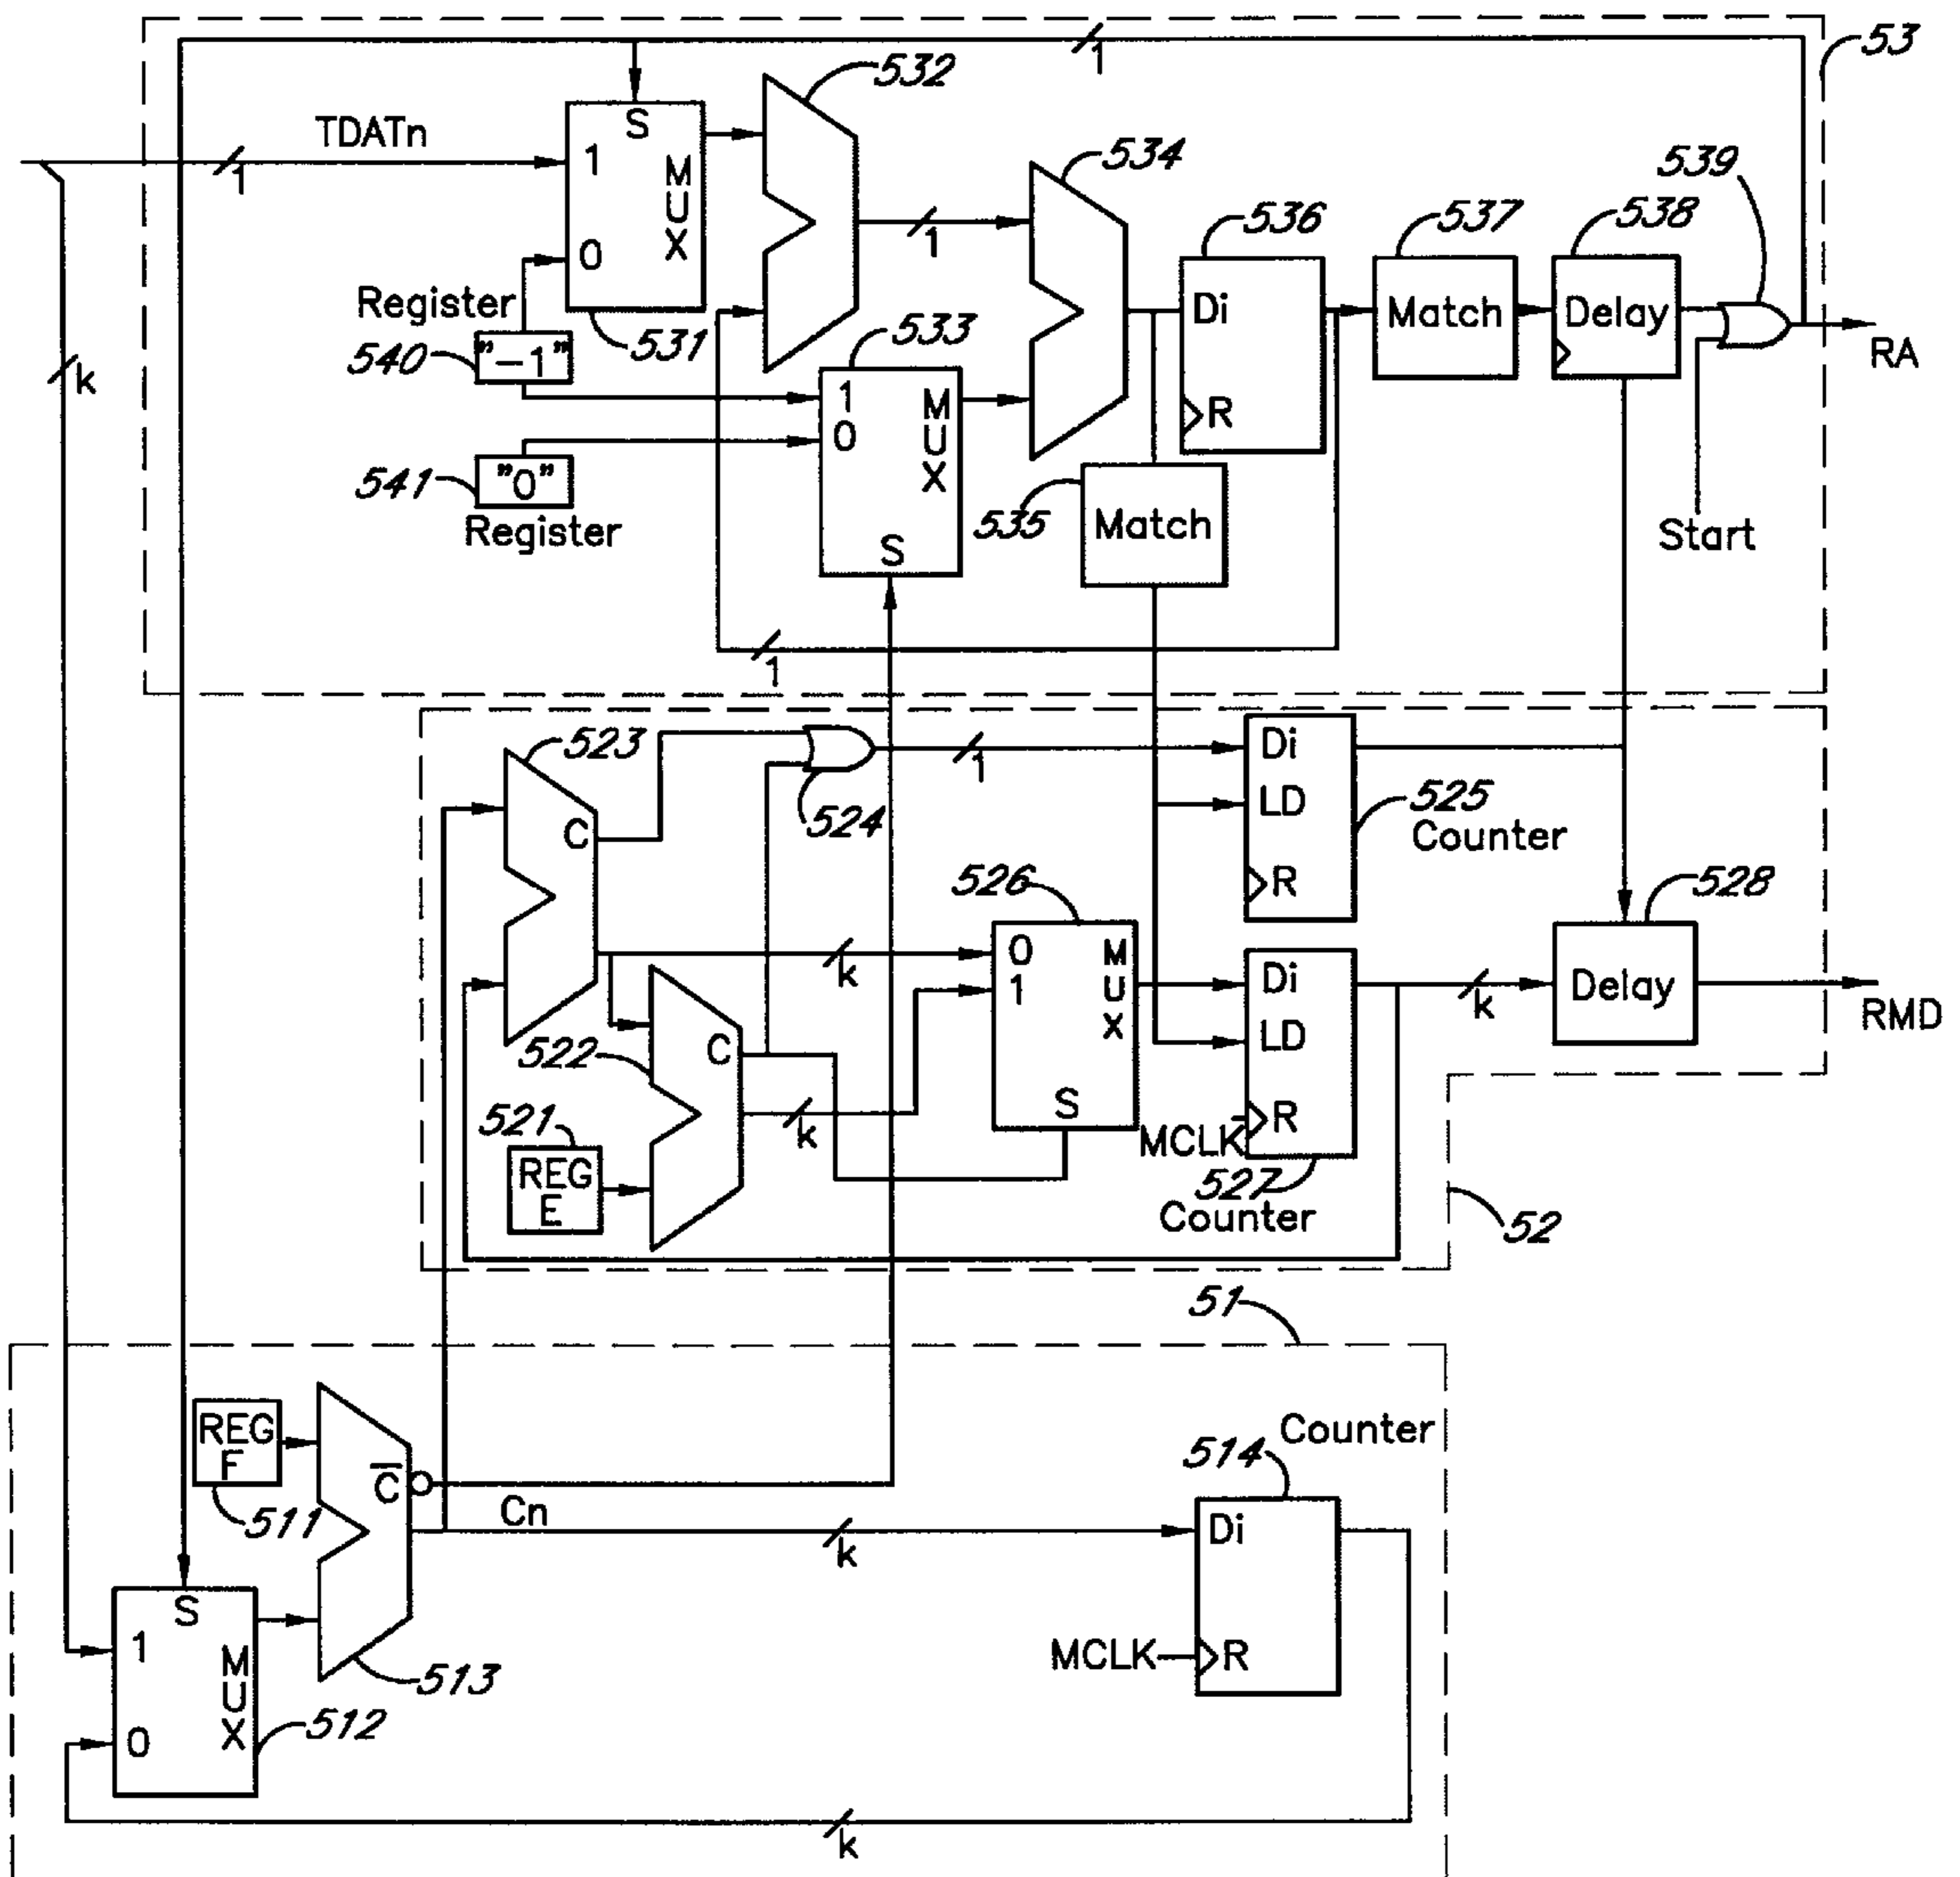 53
1
532
TDATn
S
1
M
U
X
0
1
534
539
536
537
538
1
Di
Match
Delay
R
RA
Register
"-1"
540
531
533
1
0
M
U
X
S
"0"
541
Register
535
Match
Start
k
1
523
524
1
Di
LD
R
525
Counter
C
526
528
k
0
1
M
U
X
S
Di
LD
R
k
Delay
RMD
522
C
k
521
REG
E
MCLK
527
Counter
52
51
REG
F
511
C
Cn
k
Counter
514
Di
R
MCLK
S
1
M
U
X
0
513
512
k